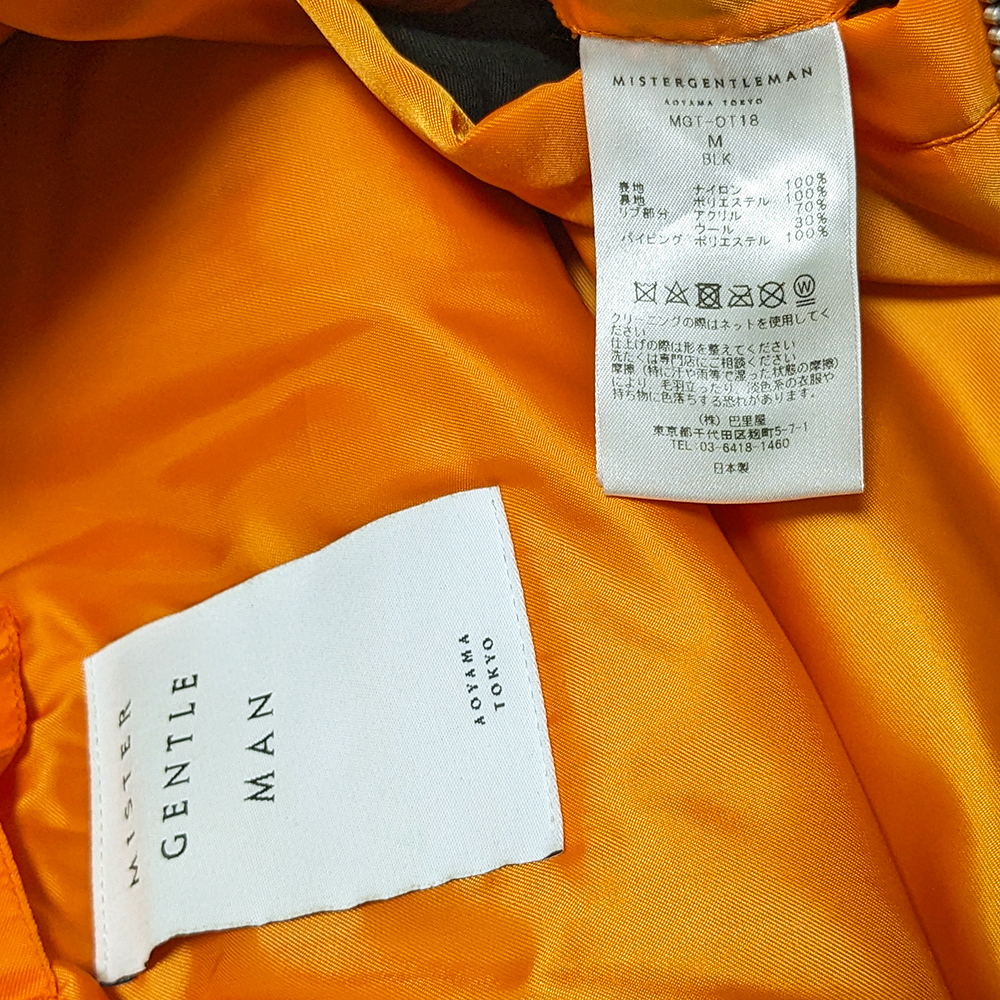 MISTERGENTLEMAN
AOYAMA TOKYO
MGT-OT18
M
BLK
表地 ナイロン 100%
裏地 ポリエステル 100%
リブ部分 アクリル 70%
ウール 30%
パイピング ポリエステル 100%
W
クリーニングの際はネットを使用してく
ださい
仕上げの際は形を整えてください
洗たくは専門店にご相談ください
摩擦(特に汗や雨等で湿った状態の摩擦)
により、毛羽立ったり、淡色系の衣服や
持ち物に色落ちする恐れがあります。
(株) 巴里屋
東京都千代田区麹町5-7-1
TEL:03-6418-1460
日本製
MISTER
GENTLE
MAN
AOYAMA
TOKYO